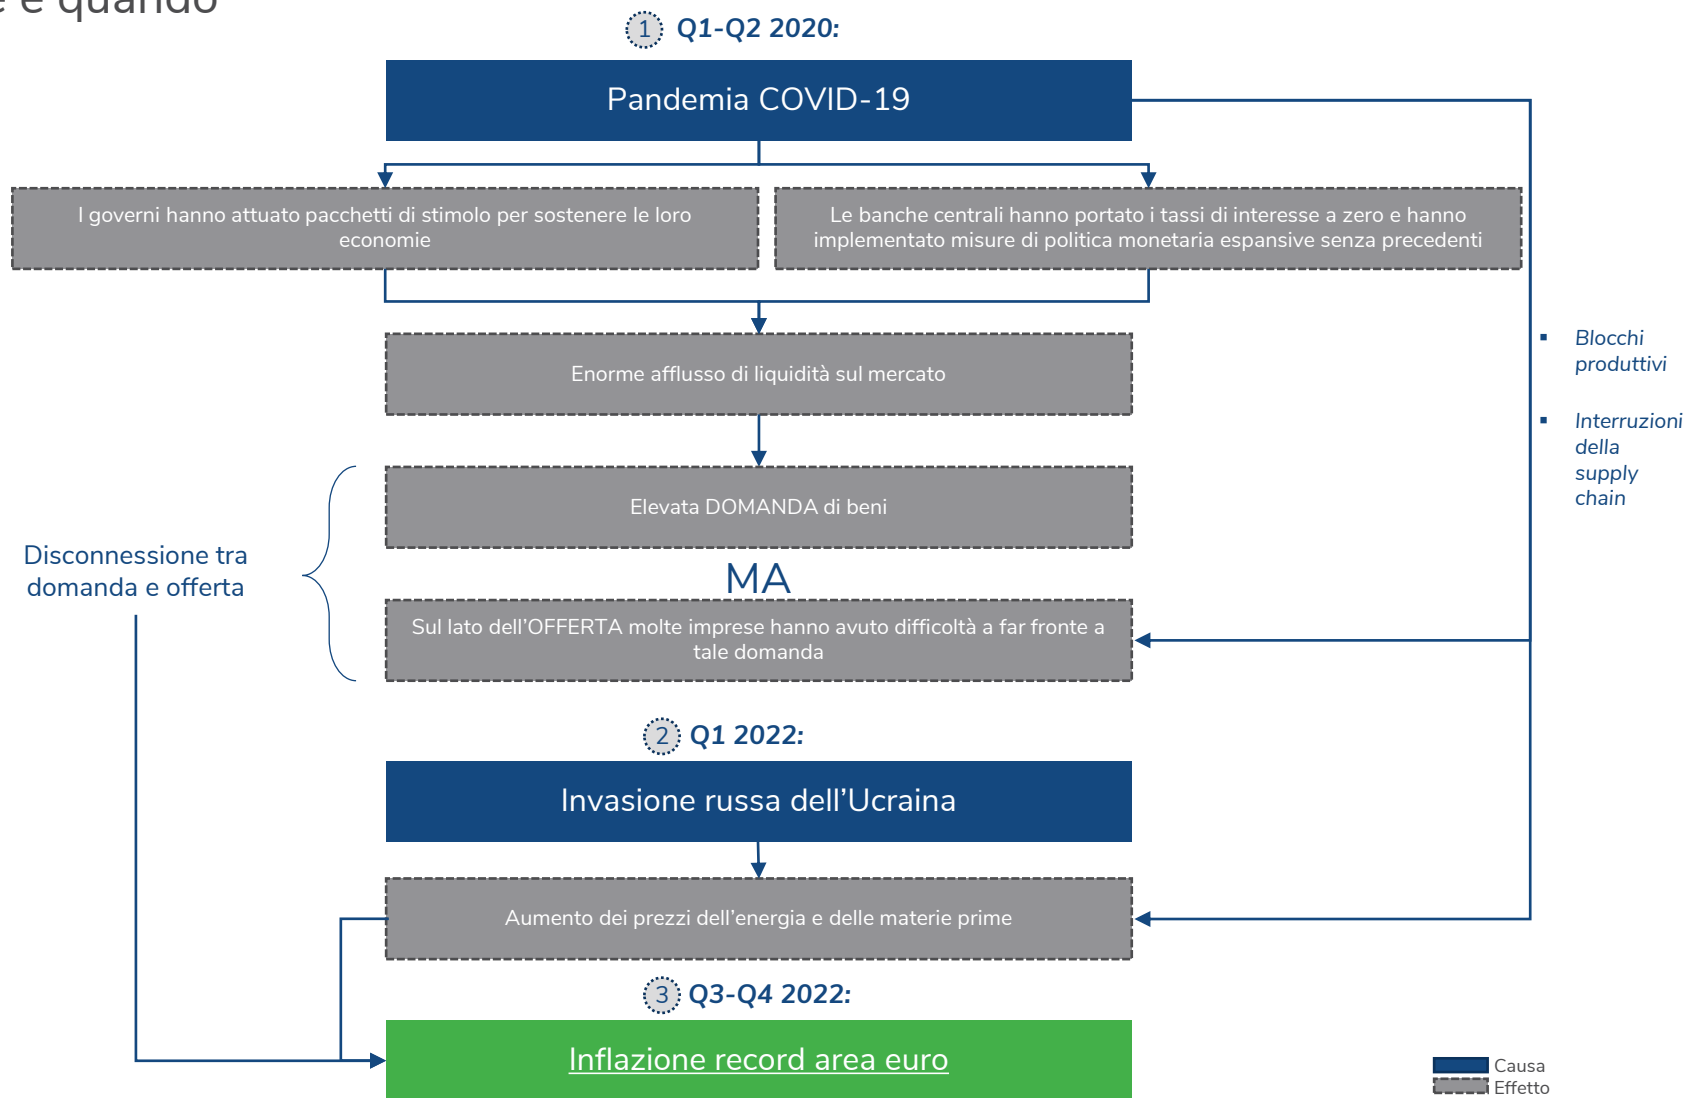 e quando
1 Q1-Q2 2020:
Pandemia COVID-19
I governi hanno attuato pacchetti di stimolo per sostenere le loro
economie
Le banche centrali hanno portato i tassi di interesse a zero e hanno
implementato misure di politica monetaria espansive senza precedenti
Enorme afflusso di liquidità sul mercato
▪ Blocchi
produttivi
▪ Interruzioni
della
supply
chain
Elevata DOMANDA di beni
Disconnessione tra
domanda e offerta
MA
Sul lato dell'OFFERTA molte imprese hanno avuto difficoltà a far fronte a
tale domanda
2 Q1 2022:
Invasione russa dell'Ucraina
Aumento dei prezzi dell'energia e delle materie prime
3 Q3-Q4 2022:
Inflazione record area euro
Causa
Effetto